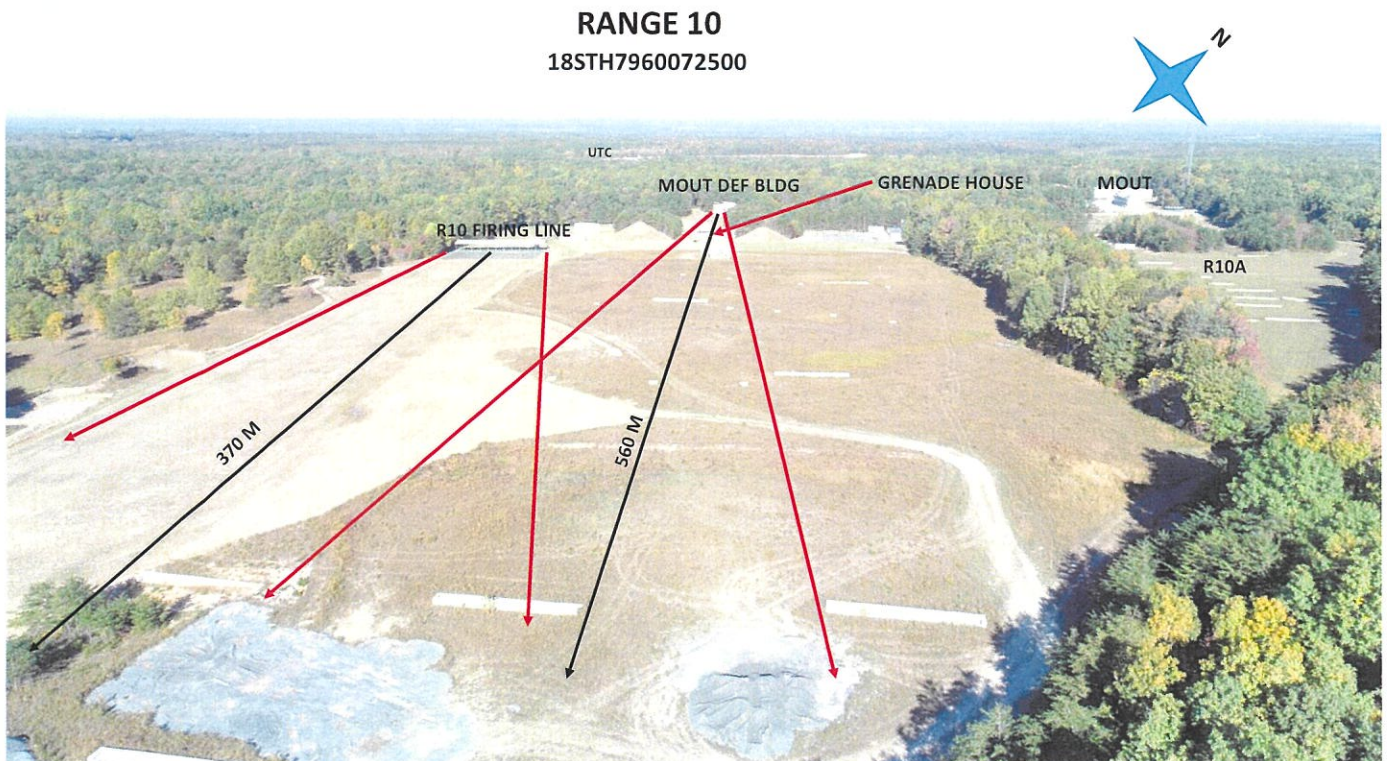 RANGE 10
18STH7960072500
N
UTC
MOUT DEF BLDG
GRENADE HOUSE
MOUT
R10 FIRING LINE
R10A
370 M
560 M